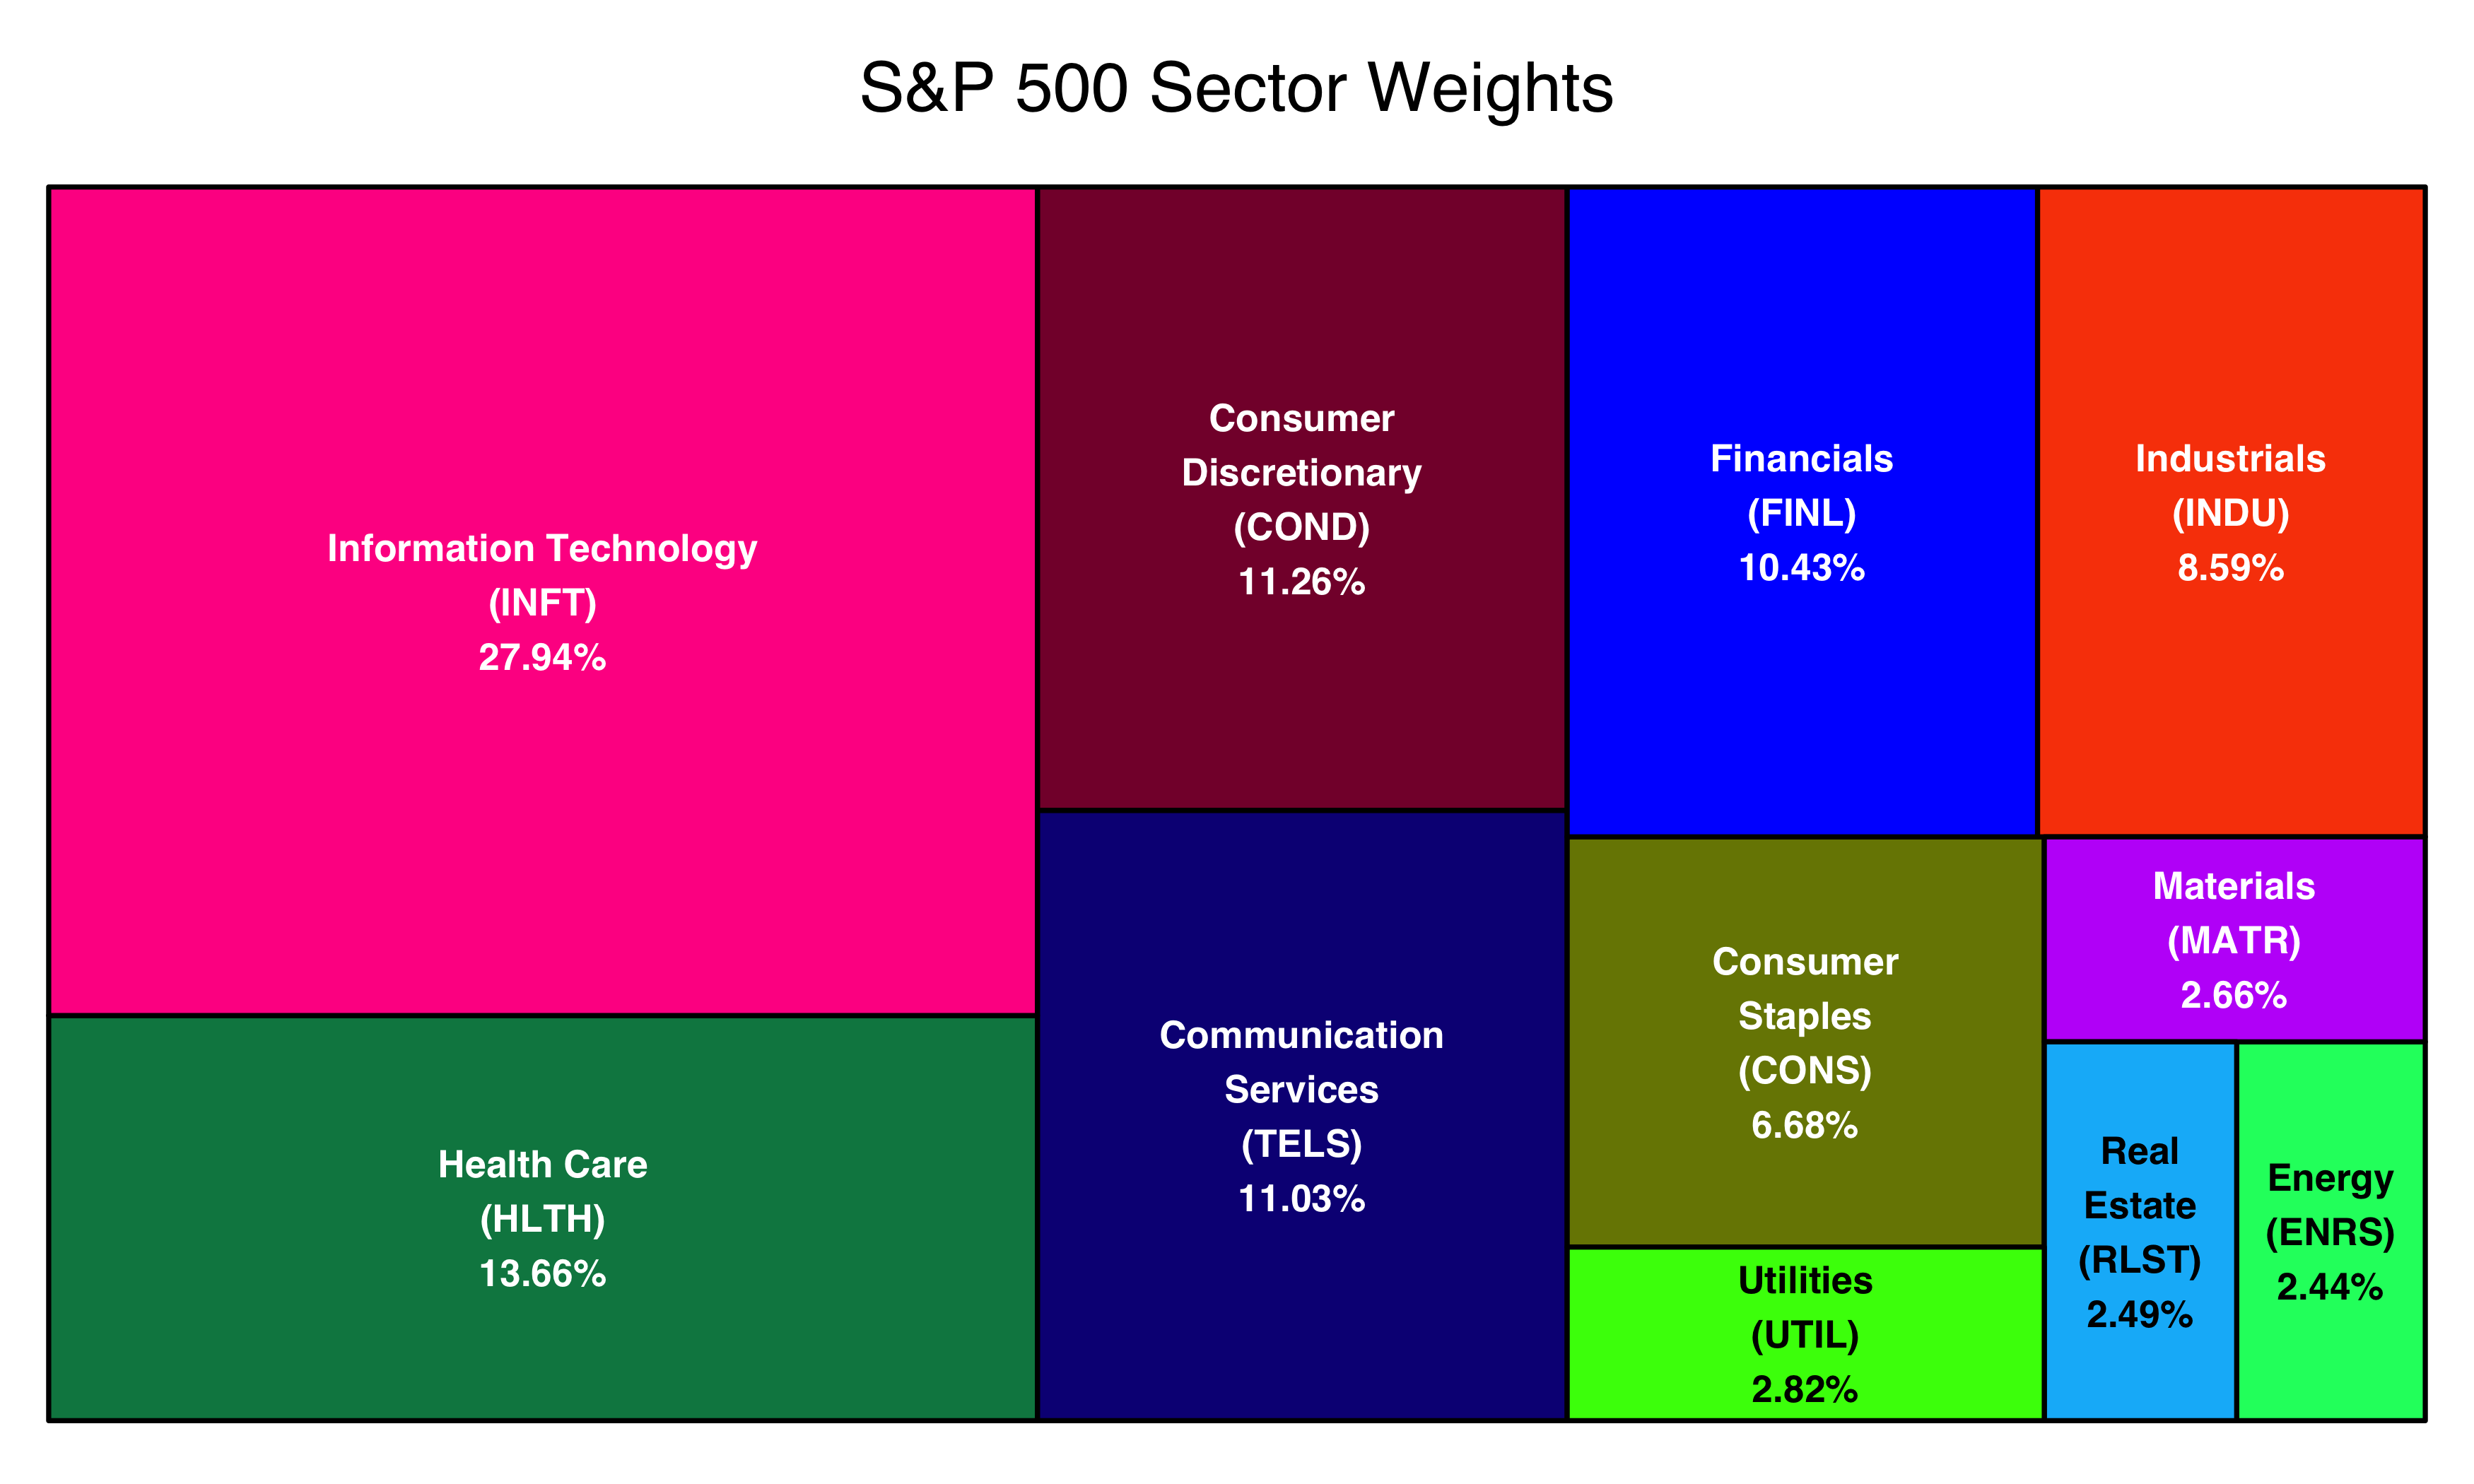 S&P 500 Sector Weights
Information Technology
(INFT)
27.94%
Health Care
(HLTH)
13.66%
Consumer
Discretionary
(COND)
11.26%
Communication
Services
(TELS)
11.03%
Financials
(FINL)
10.43%
Industrials
(INDU)
8.59%
Consumer
Staples
(CONS)
6.68%
Utilities
(UTIL)
2.82%
Materials
(MATR)
2.66%
Real
Estate
(RLST)
2.49%
Energy
(ENRS)
2.44%